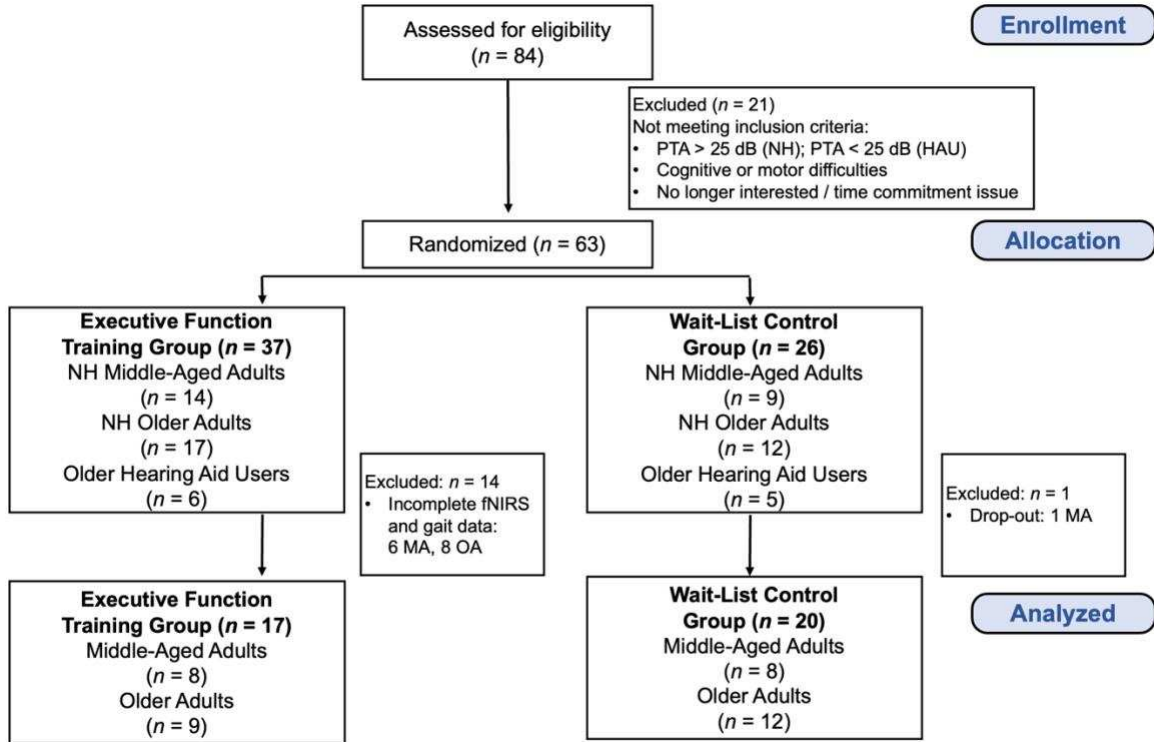 Assessed for eligibility
(n = 84)
Enrollment
Excluded (n = 21)
Not meeting inclusion criteria:
• PTA > 25 dB (NH); PTA < 25 dB (HAU)
• Cognitive or motor difficulties
• No longer interested / time commitment issue
Randomized (n = 63)
Allocation
Executive Function
Training Group (n = 37)
NH Middle-Aged Adults
(n = 14)
NH Older Adults
(n = 17)
Older Hearing Aid Users
(n = 6)
Wait-List Control
Group (n = 26)
NH Middle-Aged Adults
(n = 9)
NH Older Adults
(n = 12)
Older Hearing Aid Users
(n = 5)
Excluded: n = 14
• Incomplete fNIRS
and gait data:
6 MA, 8 OA
Excluded: n = 1
• Drop-out: 1 MA
Executive Function
Training Group (n = 17)
Middle-Aged Adults
(n = 8)
Older Adults
(n = 9)
Wait-List Control
Group (n = 20)
Middle-Aged Adults
(n = 8)
Older Adults
(n = 12)
Analyzed